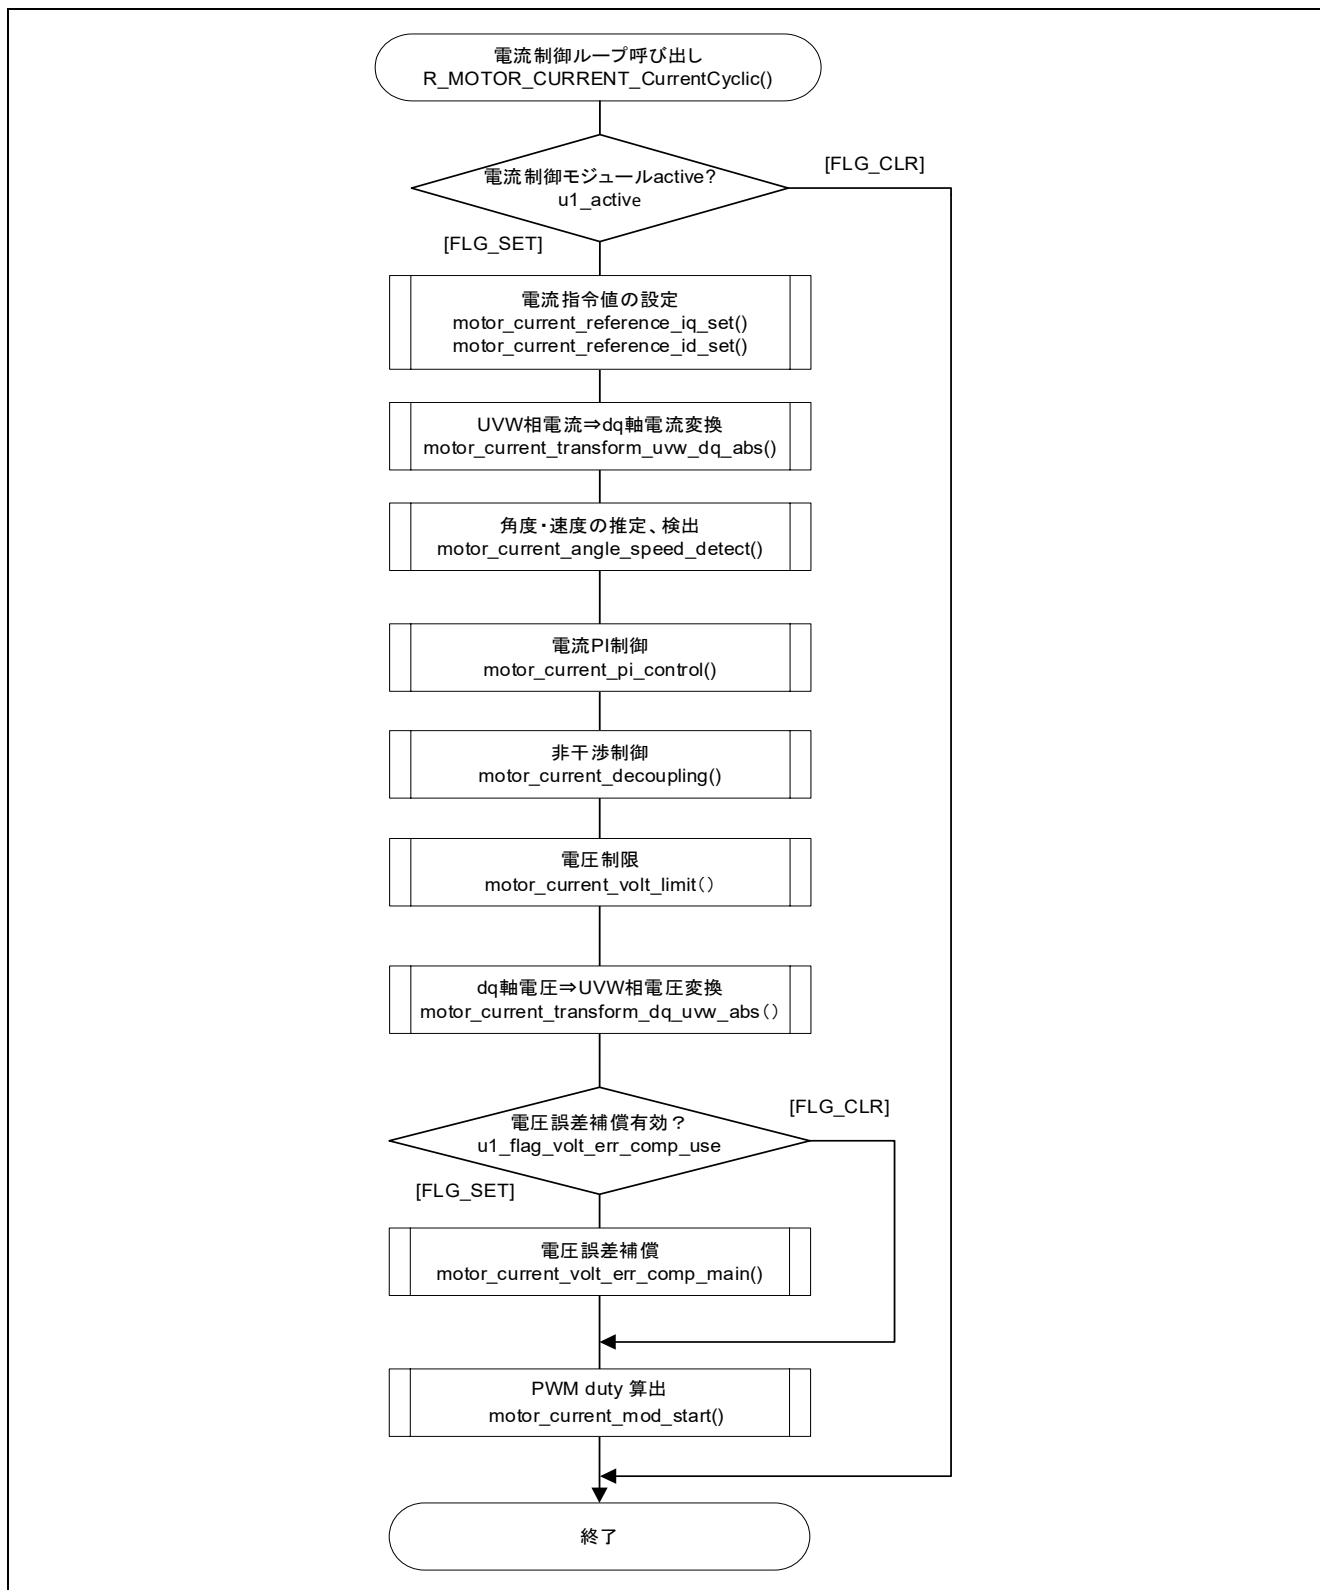 電流制御ループ呼び出し
R_MOTOR_CURRENT_CurrentCyclic()
電流制御モジュールactive?
u1_active
[FLG_CLR]
[FLG_SET]
電流指令値の設定
motor_current_reference_iq_set()
motor_current_reference_id_set()
UVW相電流⇒dq軸電流変換
motor_current_transform_uvw_dq_abs()
角度・速度の推定、検出
motor_current_angle_speed_detect()
電流PI制御
motor_current_pi_control()
非干渉制御
motor_current_decoupling()
電圧制限
motor_current_volt_limit（）
dq軸電圧⇒UVW相電圧変換
motor_current_transform_dq_uvw_abs（）
電圧誤差補償有効？
u1_flag_volt_err_comp_use
[FLG_CLR]
[FLG_SET]
電圧誤差補償
motor_current_volt_err_comp_main()
PWM duty 算出
motor_current_mod_start()
終了